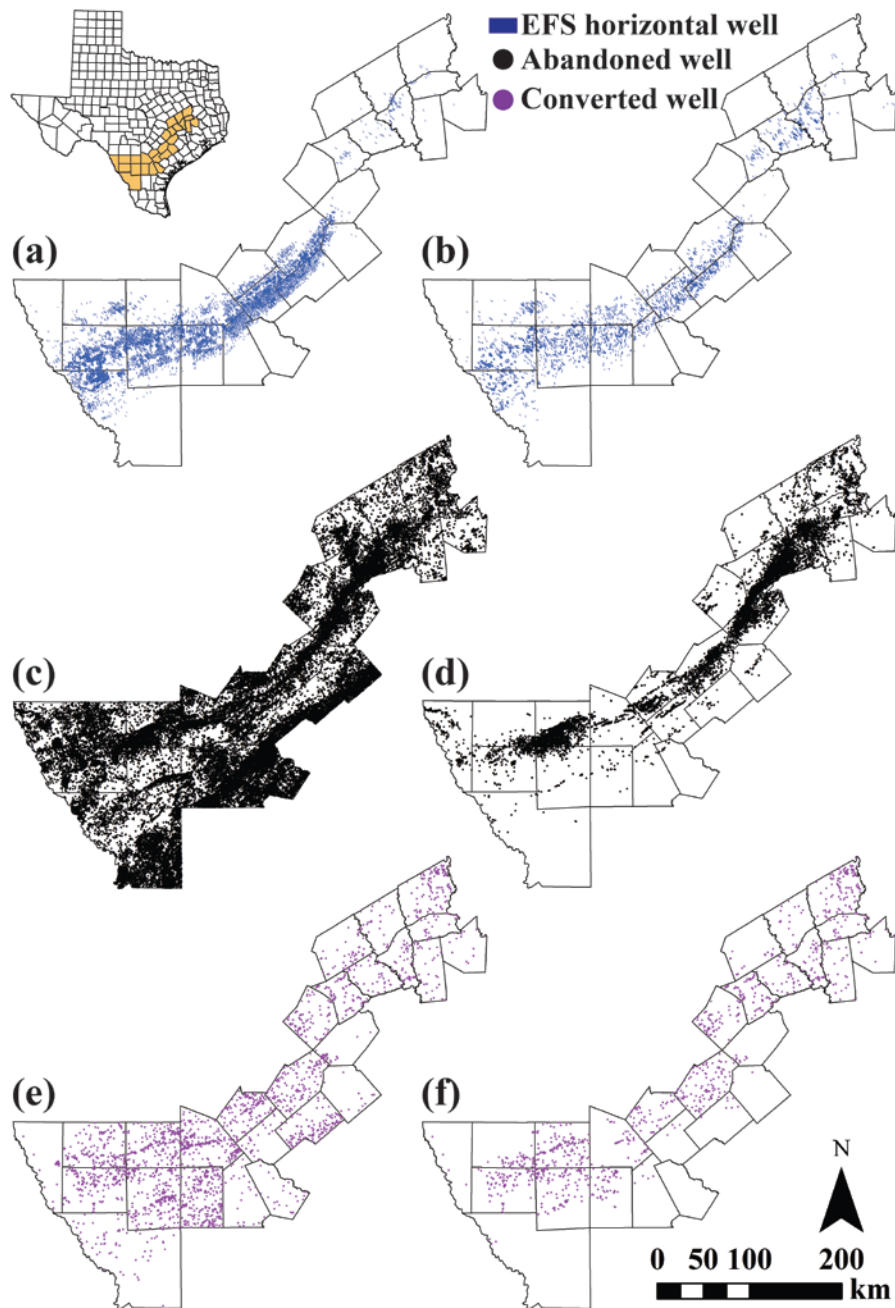 EFS horizontal well
Abandoned well
Converted well
(a)
(b)
(c)
(d)
(e)
(f)
N
0 50 100 200
km